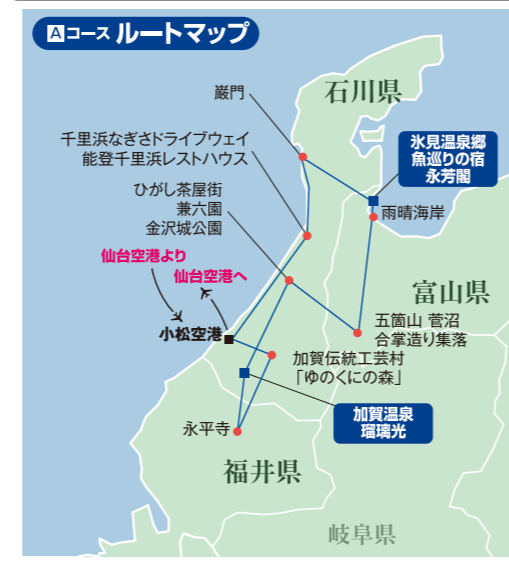 Aコース ルートマップ
巌門
石川県
千里浜なぎさドライブウェイ
能登千里浜レストハウス
氷見温泉郷
魚巡りの宿
永芳閣
ひがし茶屋街
兼六園
金沢城公園
雨晴海岸
仙台空港より
仙台空港へ
富山県
小松空港
五箇山 菅沼
合掌造り集落
加賀伝統工芸村
「ゆのくにの森」
加賀温泉
瑠璃光
永平寺
福井県
岐阜県